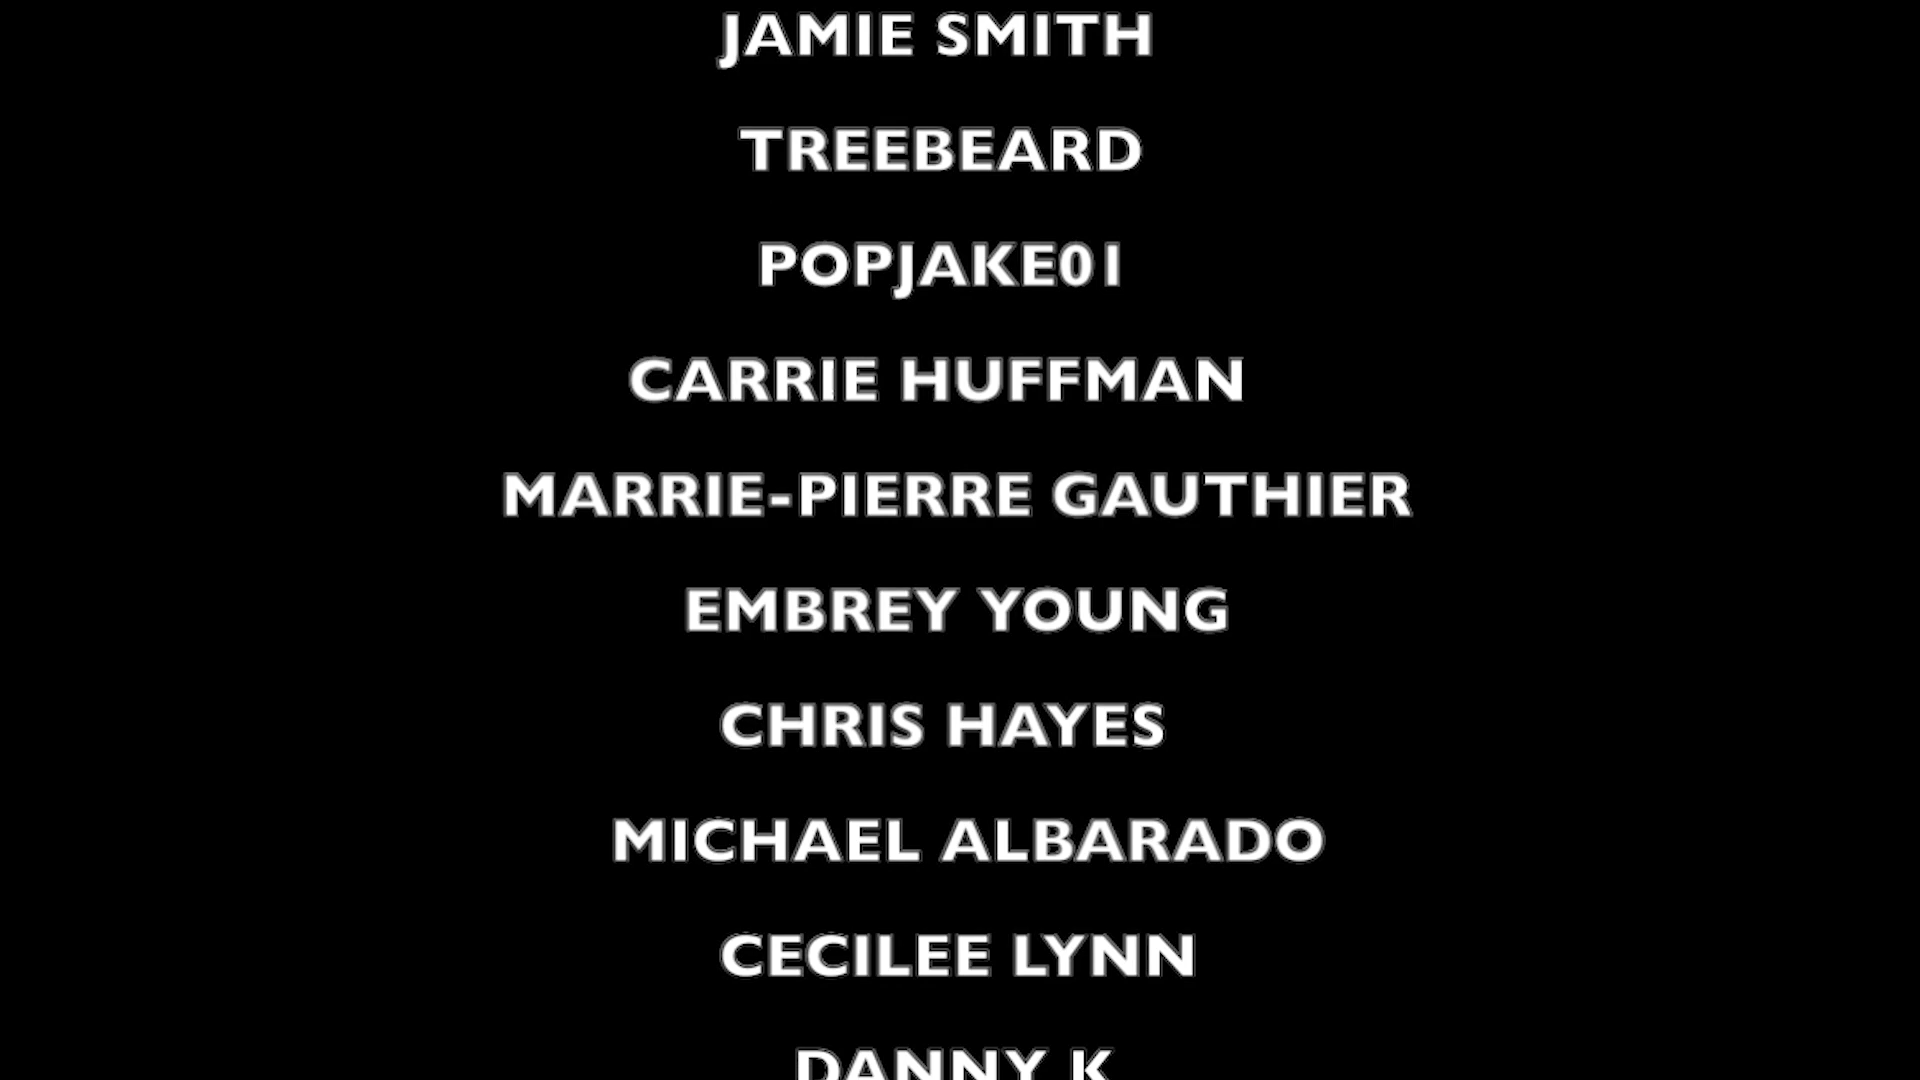 JAMIE SMITH
TREEBEARD
POPJAKE01
CARRIE HUFFMAN
MARRIE-PIERRE GAUTHIER
EMBREY YOUNG
CHRIS HAYES
MICHAEL ALBARADO
CECILEE LYNN
DANNY K